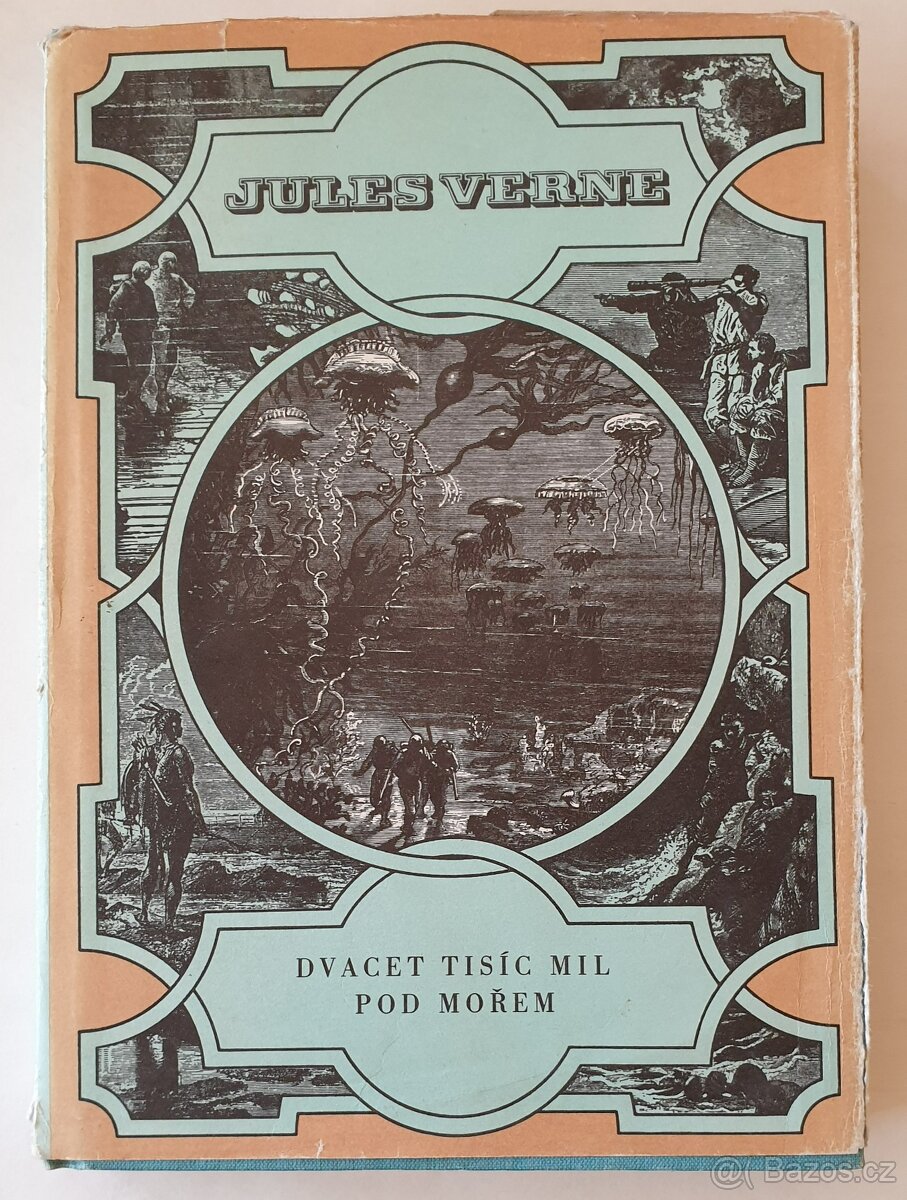 JULES VERNE
DVACET TISÍC MIL
POD MOŘEM
@( Bazos.cz